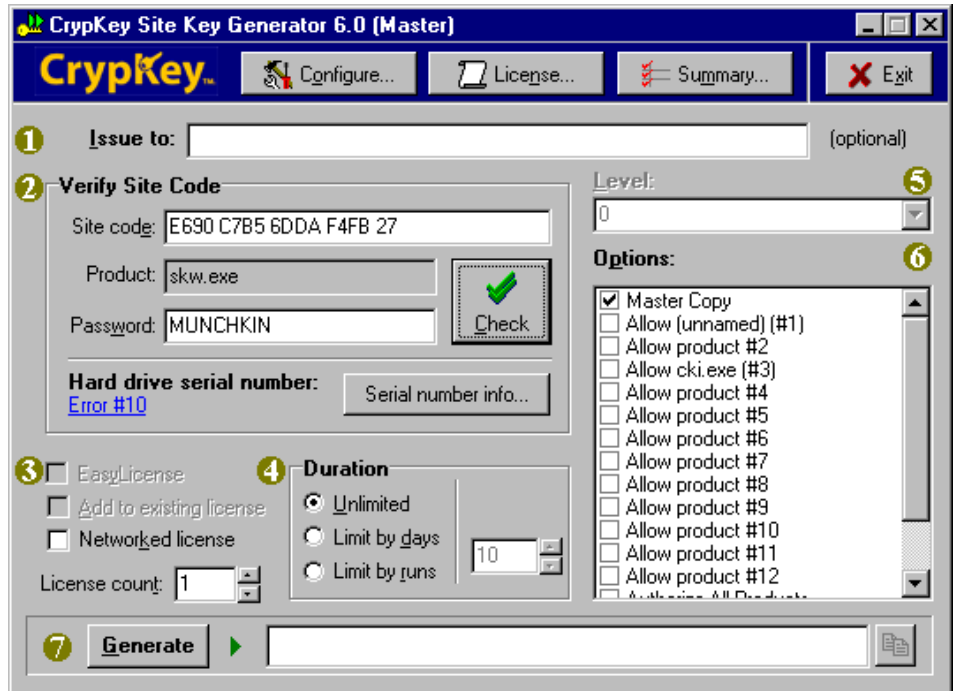 CrypKey Site Key Generator 6.0 (Master)
CrypKey™ Configure... License... Summary... Exit
1 Issue to: (optional)
2 Verify Site Code
Site code: E690 C7B5 6DDA F4FB 27
Product: skw.exe
Password: MUNCHKIN
Check
Hard drive serial number:
Error #10
Serial number info...
3 EasyLicense
Add to existing license
Networked license
License count: 1
4 Duration
Unlimited
Limit by days
Limit by runs
10
Level: 5
0
Options: 6
Master Copy
Allow (unnamed) (#1)
Allow product #2
Allow cki.exe (#3)
Allow product #4
Allow product #5
Allow product #6
Allow product #7
Allow product #8
Allow product #9
Allow product #10
Allow product #11
Allow product #12
Authorize All Products
7 Generate